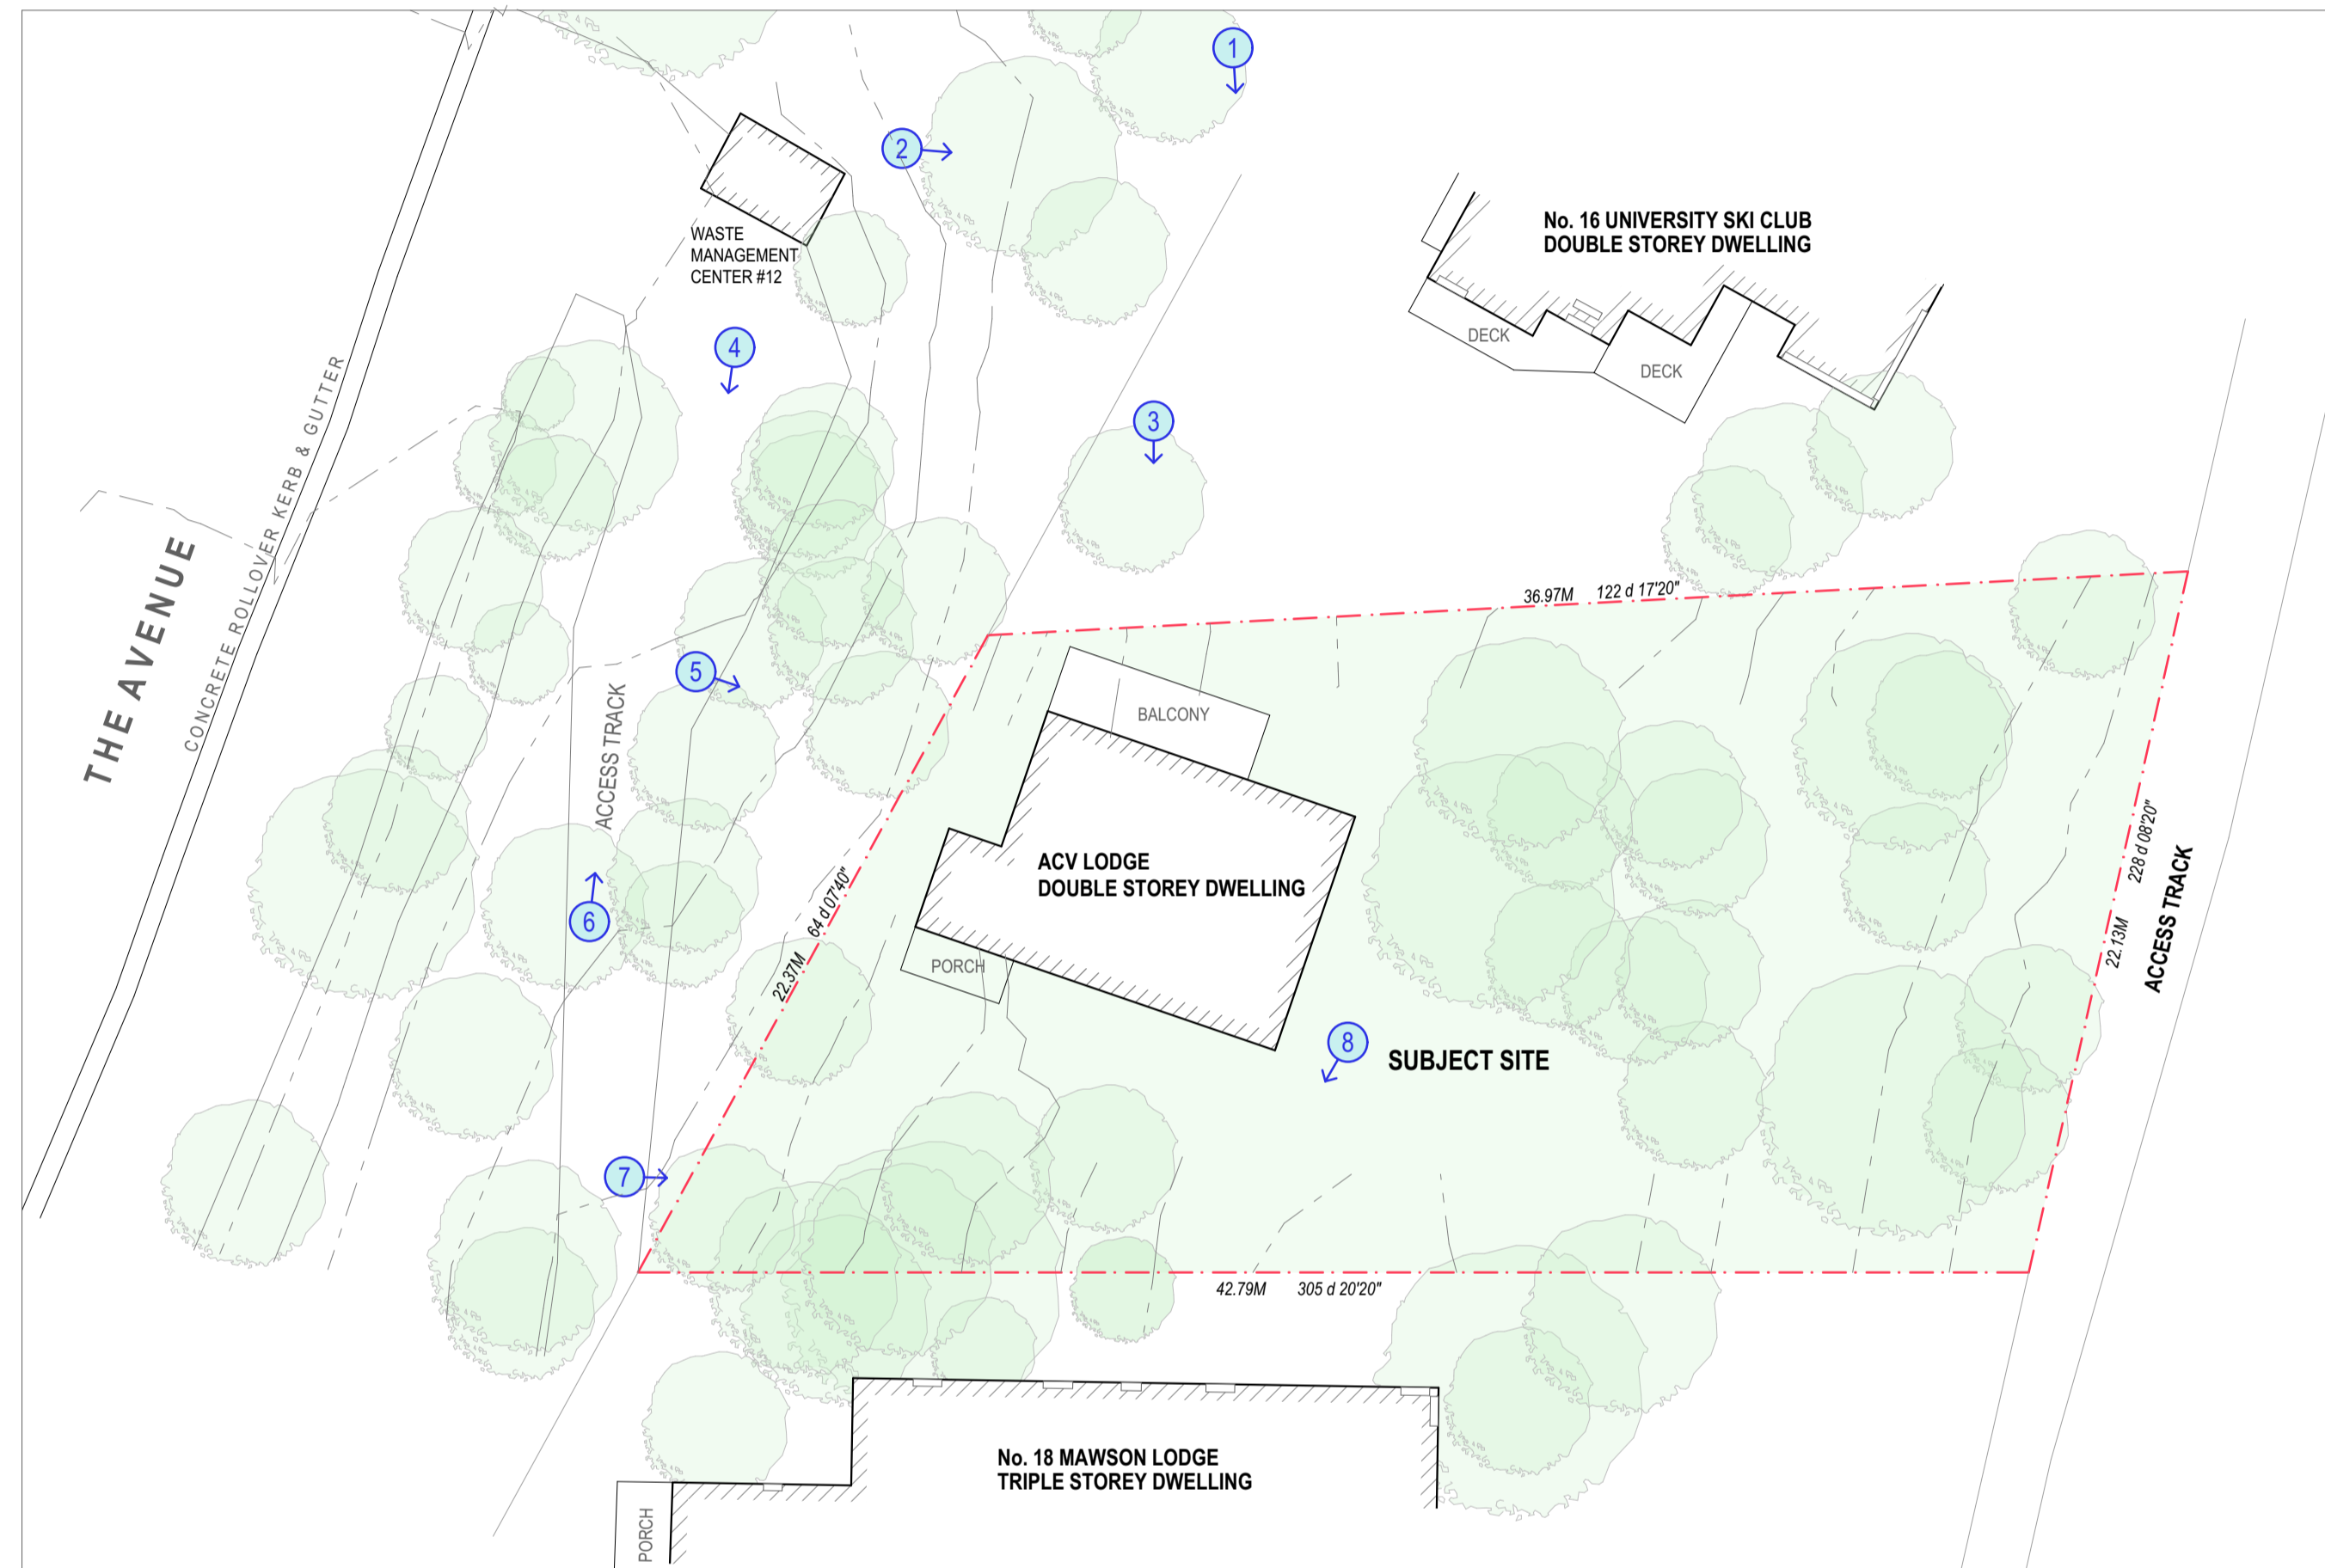 1
2
No. 16 UNIVERSITY SKI CLUB
DOUBLE STOREY DWELLING
WASTE
MANAGEMENT
CENTER #12
DECK
DECK
4
3
CONCRETE ROLLOVER KERB & GUTTER
THE AVENUE
36.97M 122 d 17'20"
5
ACCESS TRACK
BALCONY
ACV LODGE
DOUBLE STOREY DWELLING
22.13M 228 d 08'20"
ACCESS TRACK
22.37M 64 d 07'40"
6
PORCH
8
SUBJECT SITE
7
42.79M 305 d 20'20"
No. 18 MAWSON LODGE
TRIPLE STOREY DWELLING
PORCH